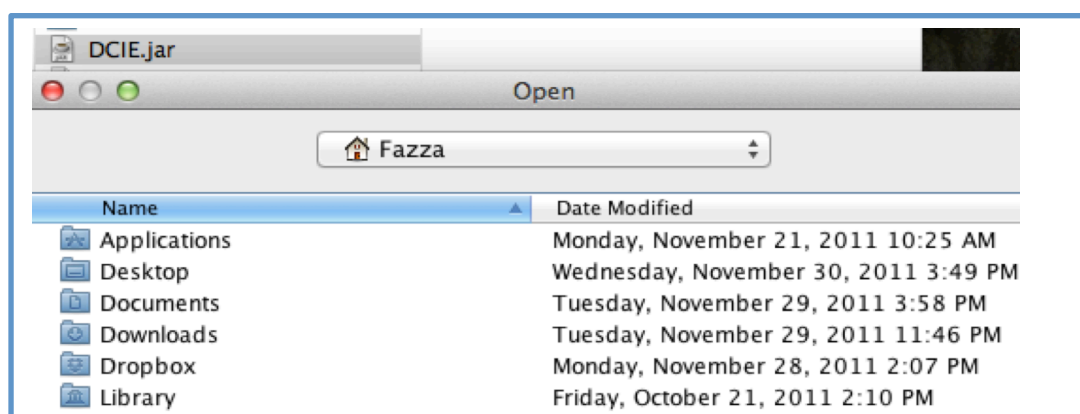 DCIE.jar
Open
Fazza
Name Date Modified
Applications Monday, November 21, 2011 10:25 AM
Desktop Wednesday, November 30, 2011 3:49 PM
Documents Tuesday, November 29, 2011 3:58 PM
Downloads Tuesday, November 29, 2011 11:46 PM
Dropbox Monday, November 28, 2011 2:07 PM
Library Friday, October 21, 2011 2:10 PM